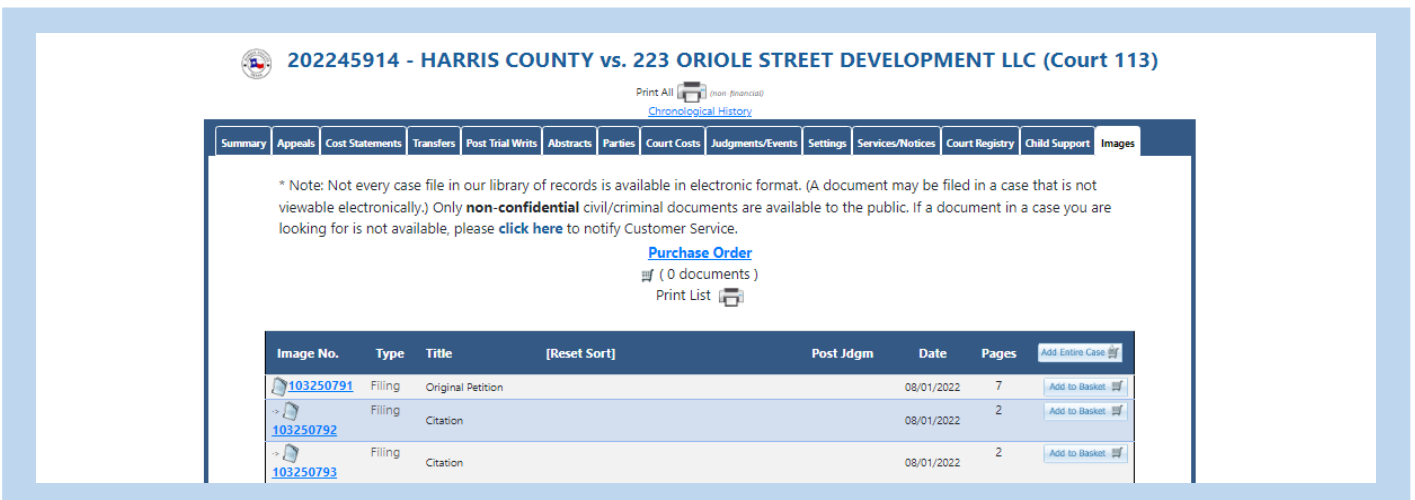 202245914 - HARRIS COUNTY vs. 223 ORIOLE STREET DEVELOPMENT LLC (Court 113)
Print All (non financial)
Chronological History
Summary Appeals Cost Statements Transfers Post Trial Writs Abstracts Parties Court Costs Judgments/Events Settings Services/Notices Court Registry Child Support Images
* Note: Not every case file in our library of records is available in electronic format. (A document may be filed in a case that is not
viewable electronically.) Only non-confidential civil/criminal documents are available to the public. If a document in a case you are
looking for is not available, please click here to notify Customer Service.
Purchase Order
( 0 documents )
Print List
Image No. Type Title [Reset Sort] Post Jdgm Date Pages Add Entire Case
103250791 Filing Original Petition 08/01/2022 7 Add to Basket
-> Filing Citation 08/01/2022 2 Add to Basket
103250792
-> Filing Citation 08/01/2022 2 Add to Basket
103250793